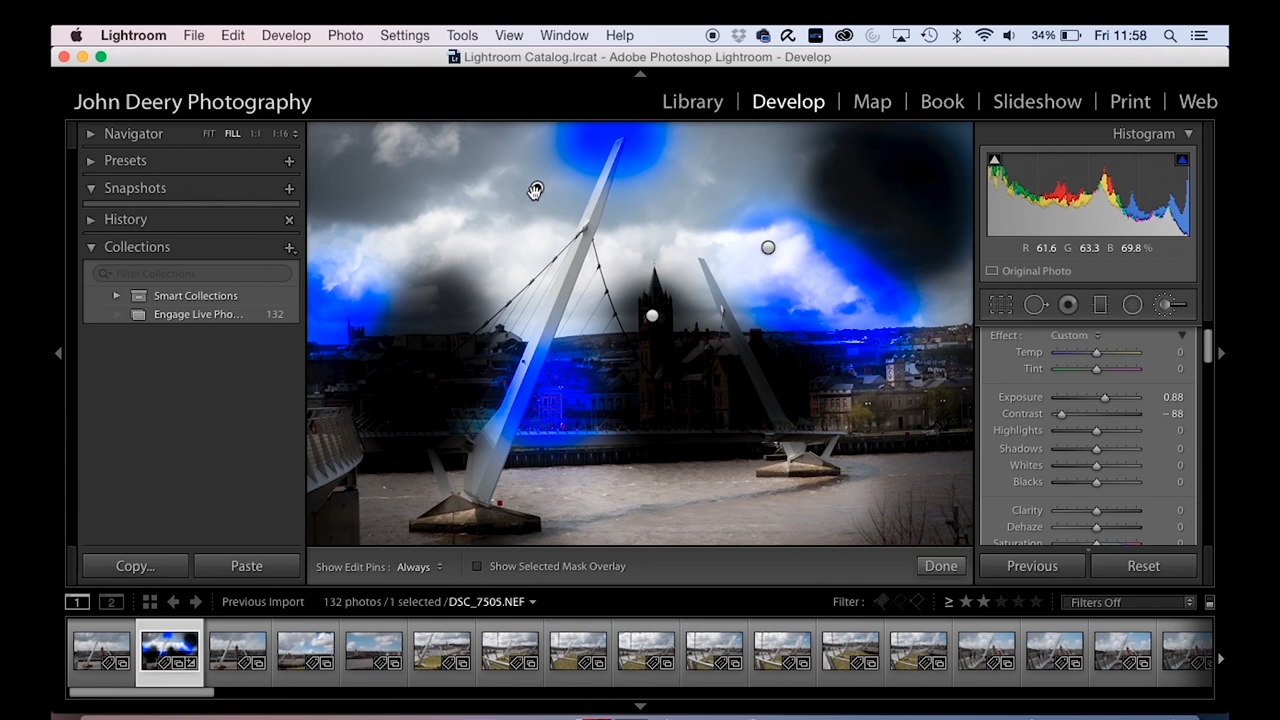 Lightroom File Edit Develop Photo Settings Tools View Window Help 34% Fri 11:58
Lightroom Catalog.lrcat - Adobe Photoshop Lightroom - Develop
John Deery Photography Library | Develop | Map | Book | Slideshow | Print | Web
Navigator FIT FILL 1:1 1:16
Presets
Snapshots
History
Collections
Filter Collections
Smart Collections
Engage Live Pho... 132
Copy... Paste
Show Edit Pins : Always Show Selected Mask Overlay Done
Histogram
R 61.6 G 63.3 B 69.8 %
Original Photo
Effect : Custom
Temp 0
Tint 0
Exposure 0.88
Contrast – 88
Highlights 0
Shadows 0
Whites 0
Blacks 0
Clarity 0
Dehaze 0
Saturation
Previous Reset
1 2 Previous Import 132 photos / 1 selected / DSC_7505.NEF Filter : ≥ Filters Off